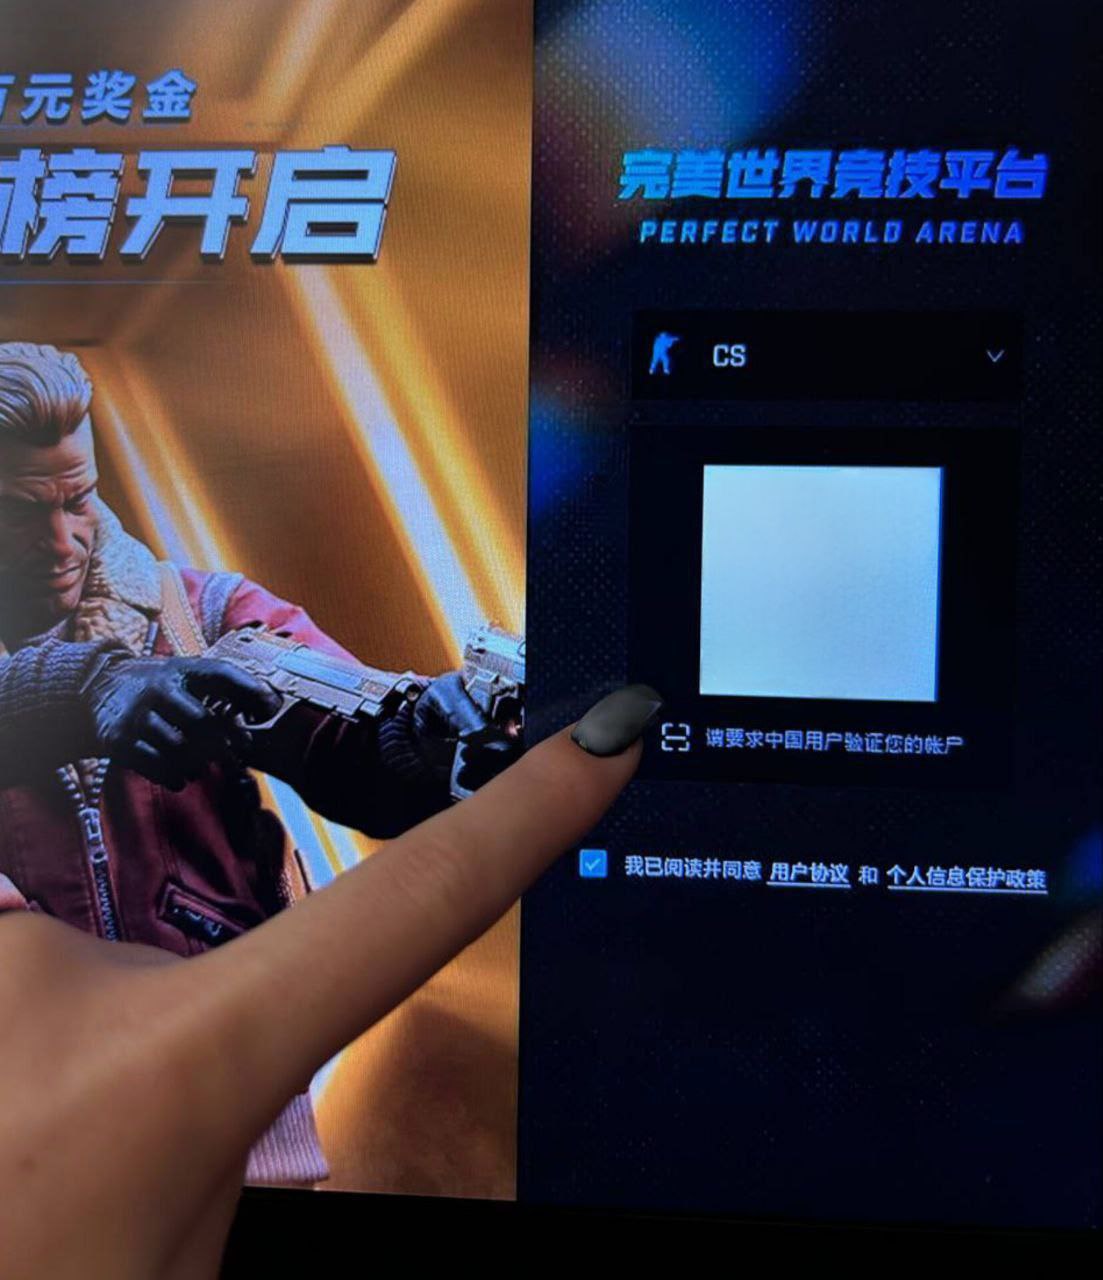 元奖金
榜开启
完美世界竞技平台
PERFECT WORLD ARENA
CS
请要求中国用户验证您的帐户
我已阅读并同意 用户协议 和 个人信息保护政策